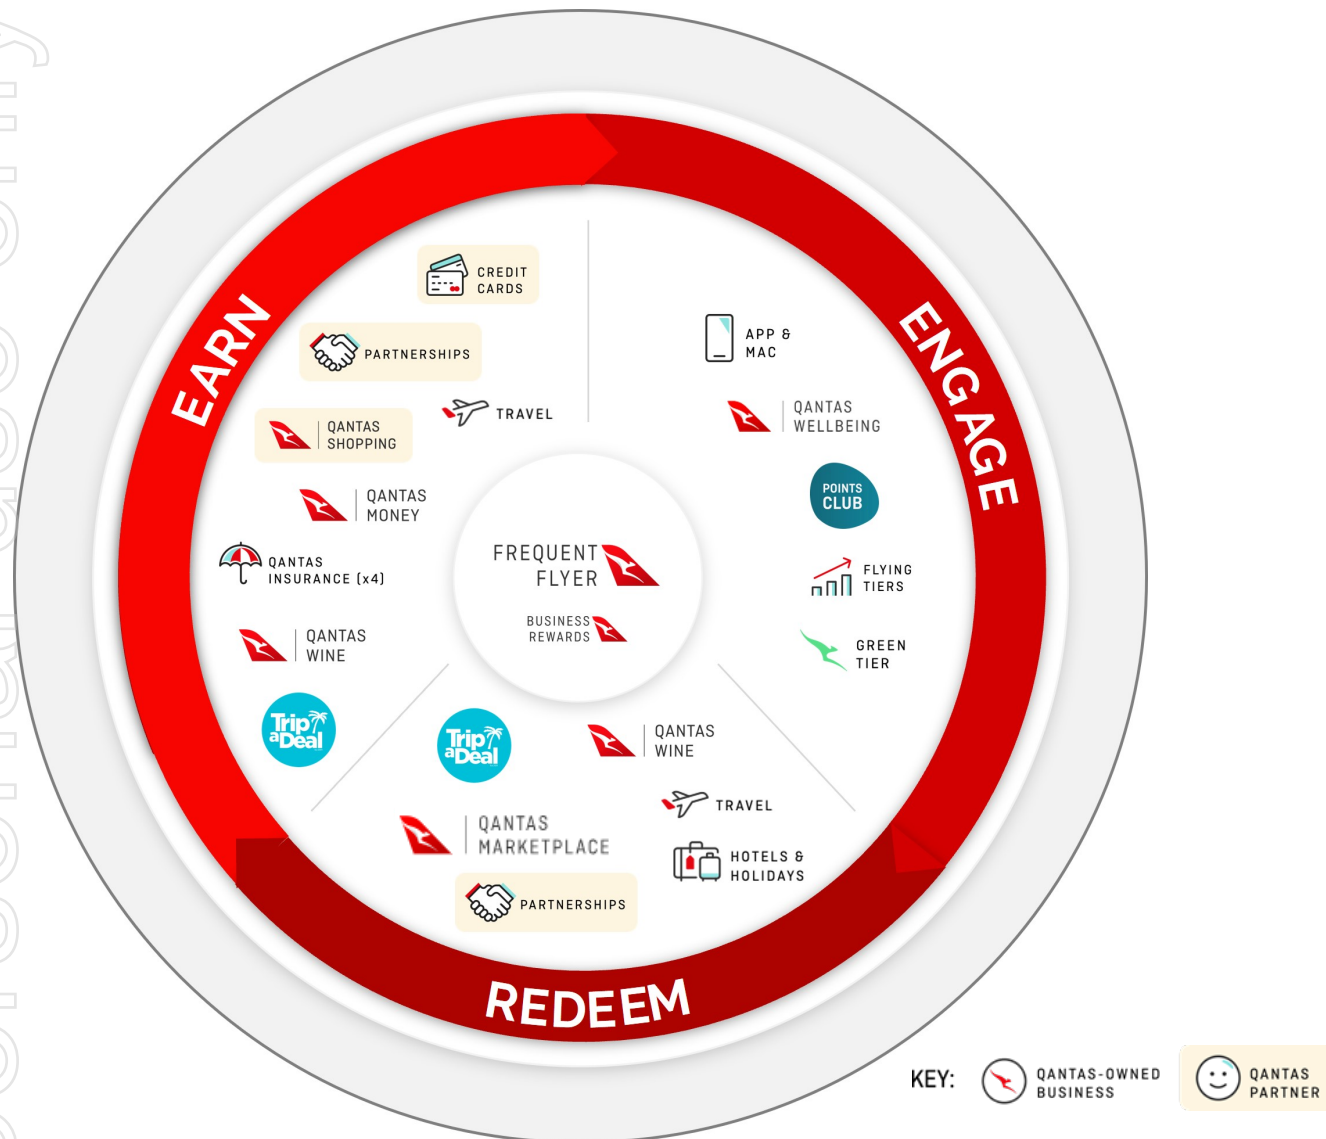 EARN
CREDIT
CARDS
PARTNERSHIPS
TRAVEL
QANTAS
SHOPPING
QANTAS
MONEY
QANTAS
INSURANCE (x4)
QANTAS
WINE
Trip
aDeal
ENGAGE
APP &
MAC
QANTAS
WELLBEING
POINTS
CLUB
FLYING
TIERS
GREEN
TIER
FREQUENT
FLYER
BUSINESS
REWARDS
Trip
aDeal
QANTAS
WINE
TRAVEL
QANTAS
MARKETPLACE
HOTELS &
HOLIDAYS
PARTNERSHIPS
REDEEM
KEY:
QANTAS-OWNED
BUSINESS
QANTAS
PARTNER